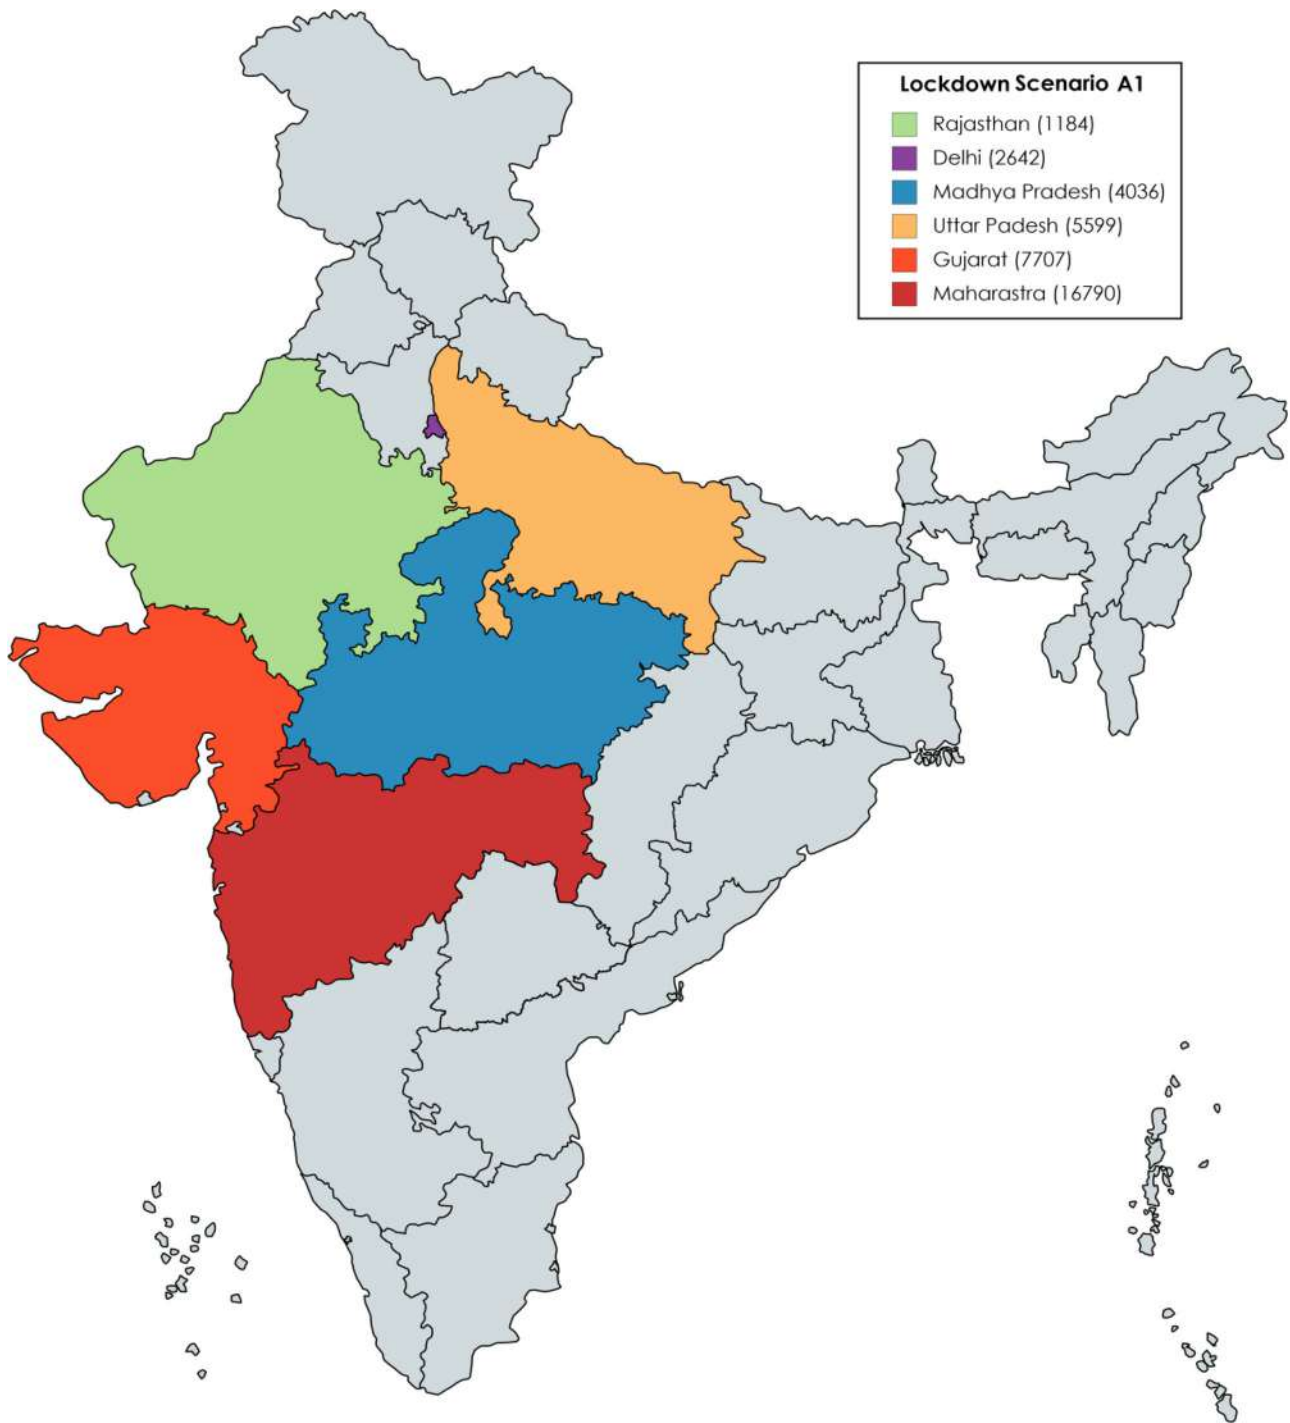 Lockdown Scenario A1
Rajasthan (1184)
Delhi (2642)
Madhya Pradesh (4036)
Uttar Padesh (5599)
Gujarat (7707)
Maharastra (16790)